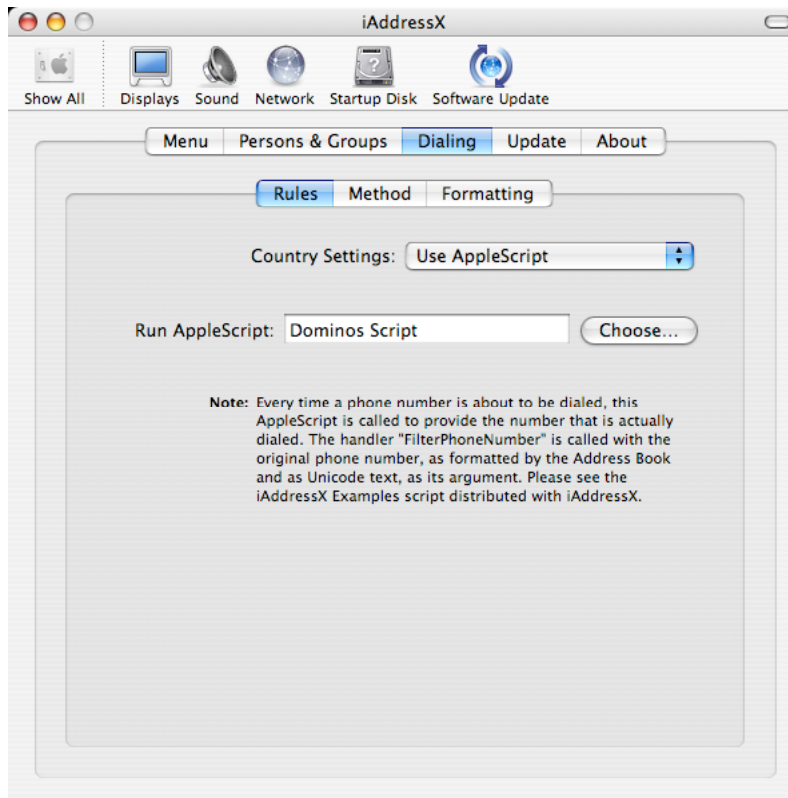 iAddressX
Show All Displays Sound Network Startup Disk Software Update
Menu Persons & Groups Dialing Update About
Rules Method Formatting
Country Settings: Use AppleScript
Run AppleScript: Dominos Script Choose...
Note: Every time a phone number is about to be dialed, this
AppleScript is called to provide the number that is actually
dialed. The handler "FilterPhoneNumber" is called with the
original phone number, as formatted by the Address Book
and as Unicode text, as its argument. Please see the
iAddressX Examples script distributed with iAddressX.